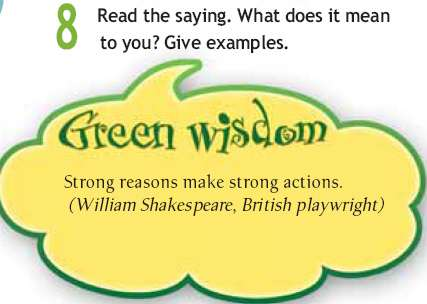 8 Read the saying. What does it mean
to you? Give examples.
Green wisdom
Strong reasons make strong actions.
(William Shakespeare, British playwright)